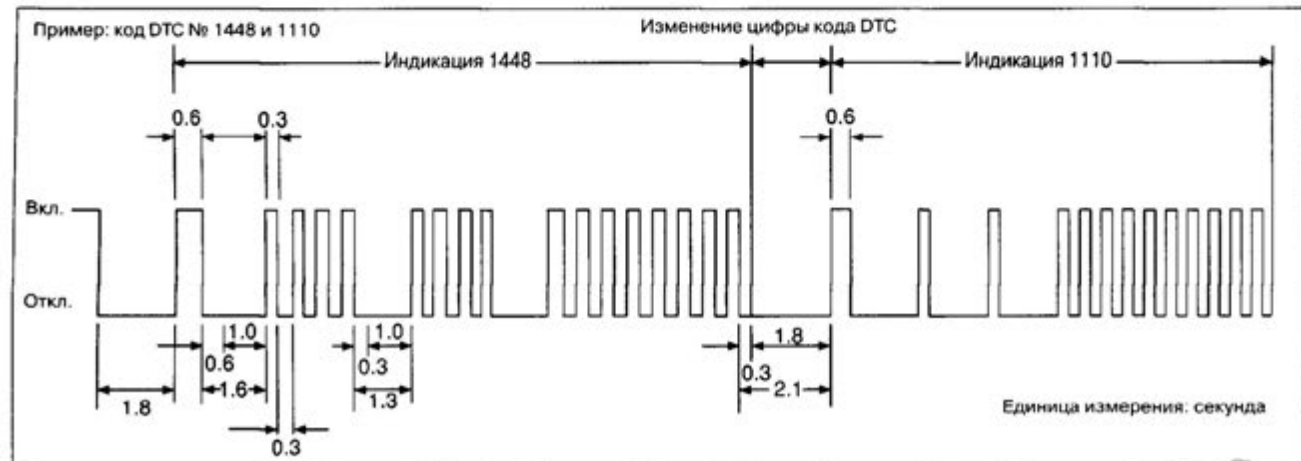 Пример: код DTC № 1448 и 1110
Изменение цифры кода DTC
Индикация 1448
Индикация 1110
0.6
0.3
0.6
Вкл.
Откл.
1.0
1.0
1.8
0.6
0.3
0.3
1.8
1.6
1.3
2.1
0.3
Единица измерения: секунда